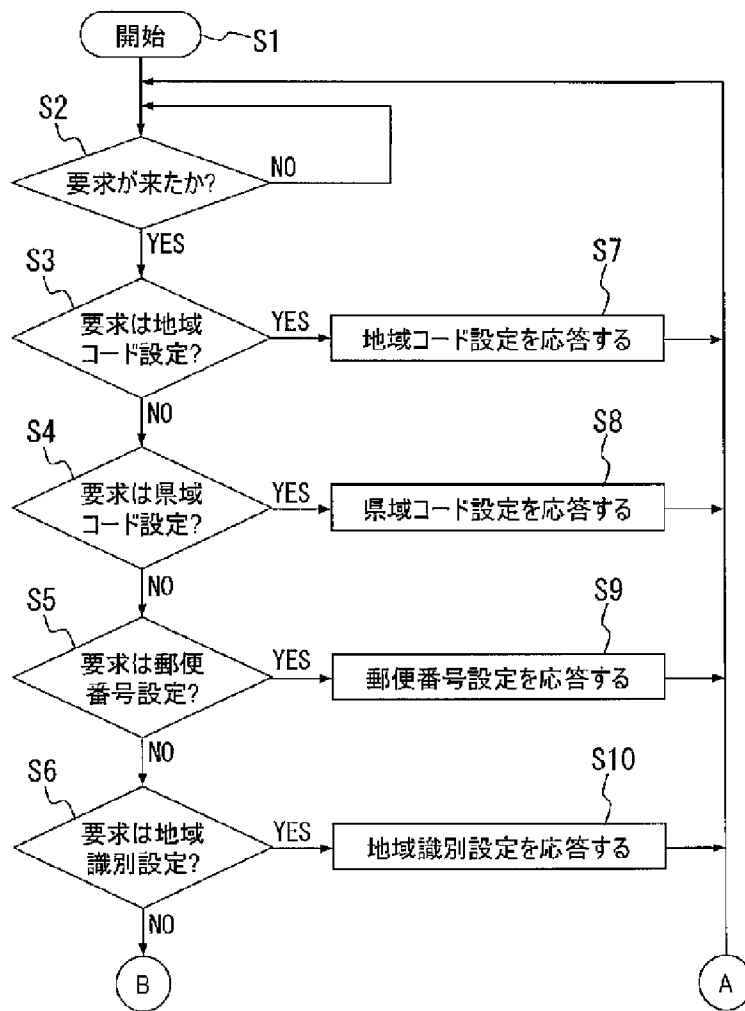 開始
S1
S2
要求が来たか?
NO
YES
S3
要求は地域
コード設定?
YES
S7
地域コード設定を応答する
NO
S4
要求は県域
コード設定?
YES
S8
県域コード設定を応答する
NO
S5
要求は郵便
番号設定?
YES
S9
郵便番号設定を応答する
NO
S6
要求は地域
識別設定?
YES
S10
地域識別設定を応答する
NO
B
A